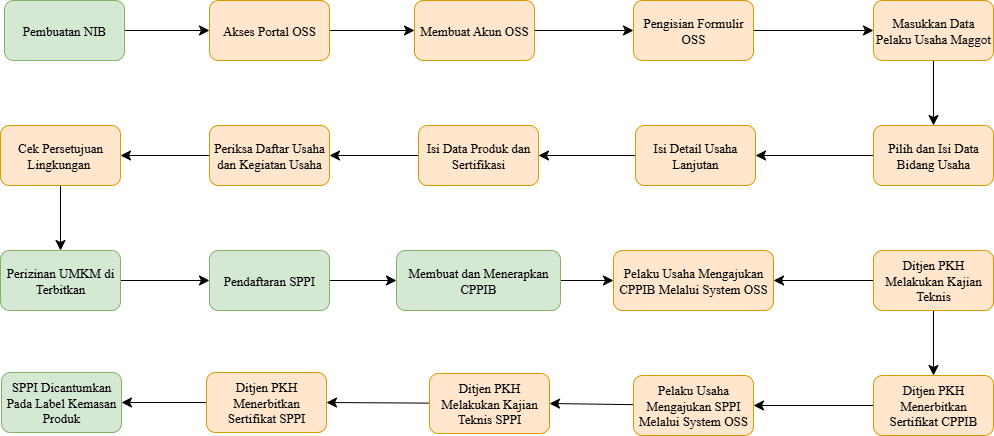 Pembuatan NIB
Akses Portal OSS
Membuat Akun OSS
Pengisian Formulir
OSS
Masukkan Data
Pelaku Usaha Maggot
Pilih dan Isi Data
Bidang Usaha
Isi Detail Usaha
Lanjutan
Isi Data Produk dan
Sertifikasi
Periksa Daftar Usaha
dan Kegiatan Usaha
Cek Persetujuan
Lingkungan
Perizinan UMKM di
Terbitkan
Pendaftaran SPPI
Membuat dan Menerapkan
CPPIB
Pelaku Usaha Mengajukan
CPPIB Melalui System OSS
Ditjen PKH
Melakukan Kajian
Teknis
Ditjen PKH
Menerbitkan
Sertifikat CPPIB
Pelaku Usaha
Mengajukan SPPI
Melalui System OSS
Ditjen PKH
Melakukan Kajian
Teknis SPPI
Ditjen PKH
Menerbitkan
Sertifikat SPPI
SPPI Dicantumkan
Pada Label Kemasan
Produk